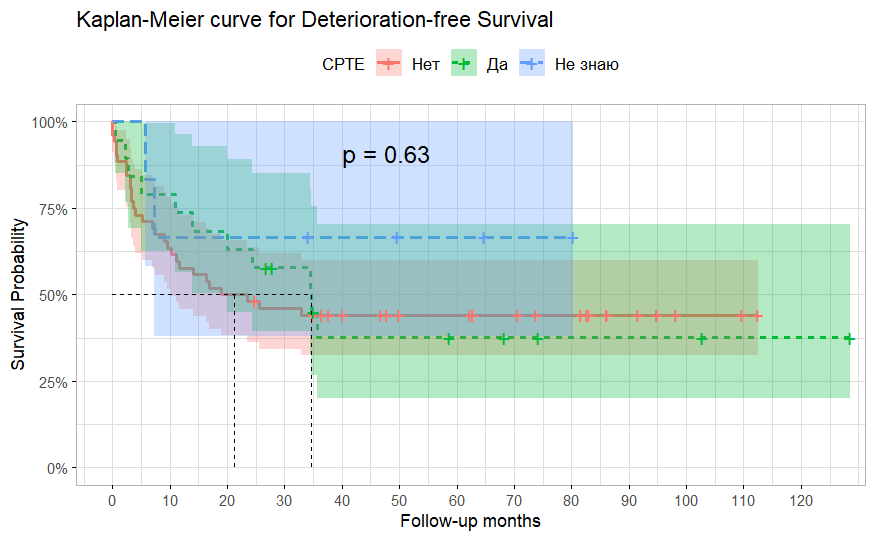 Kaplan-Meier curve for Deterioration-free Survival
СРТЕ Нет Да Не знаю
100%
75%
50%
25%
0%
Survival Probability
p = 0.63
0 10 20 30 40 50 60 70 80 90 100 110 120
Follow-up months